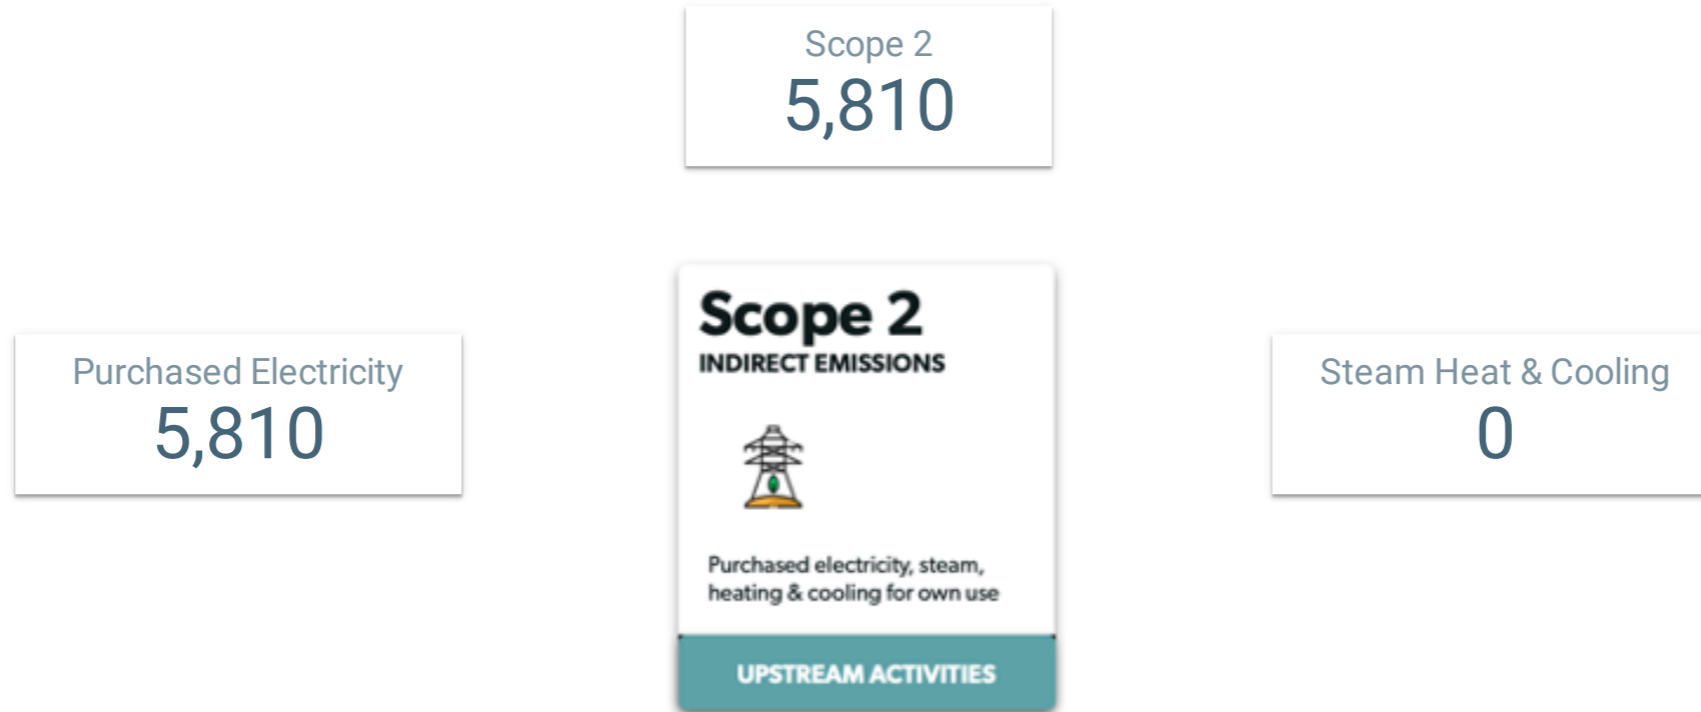 Scope 2
5,810
Purchased Electricity
5,810
Scope 2
INDIRECT EMISSIONS
Purchased electricity, steam,
heating & cooling for own use
UPSTREAM ACTIVITIES
Steam Heat & Cooling
0